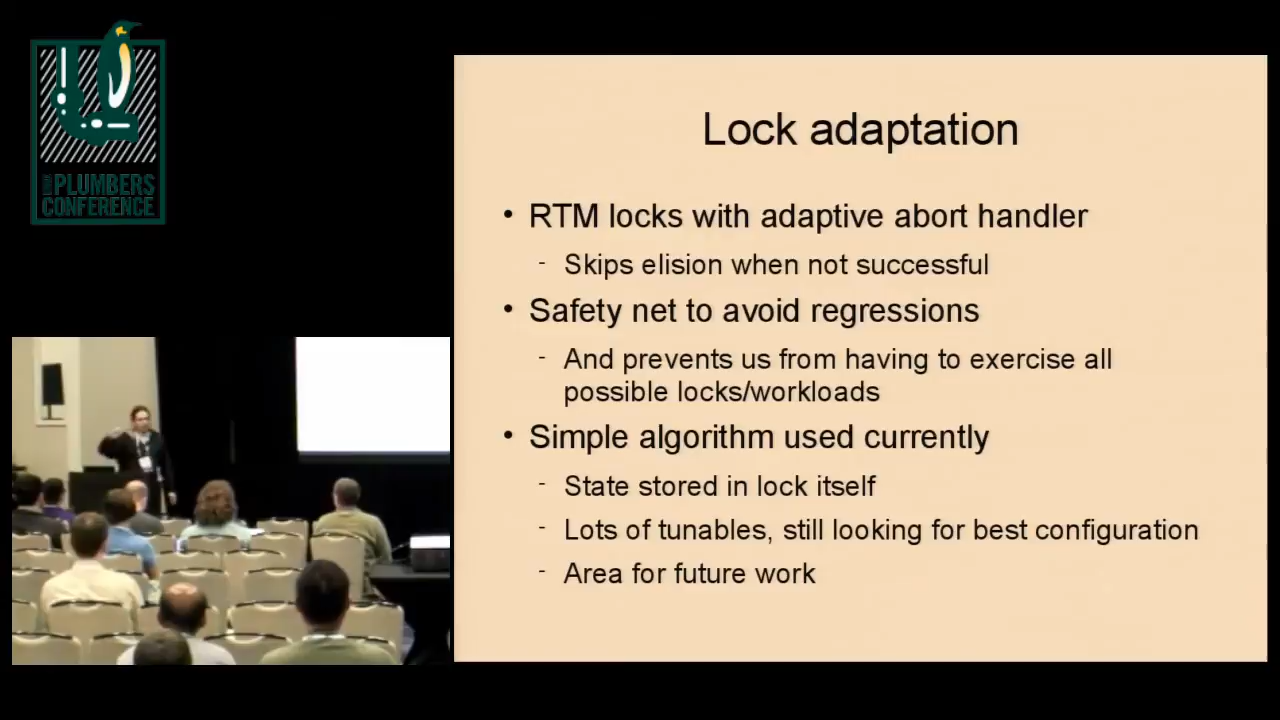 PLUMBERS
CONFERENCE
Lock adaptation
• RTM locks with adaptive abort handler
- Skips elision when not successful
• Safety net to avoid regressions
- And prevents us from having to exercise all
possible locks/workloads
• Simple algorithm used currently
- State stored in lock itself
- Lots of tunables, still looking for best configuration
- Area for future work